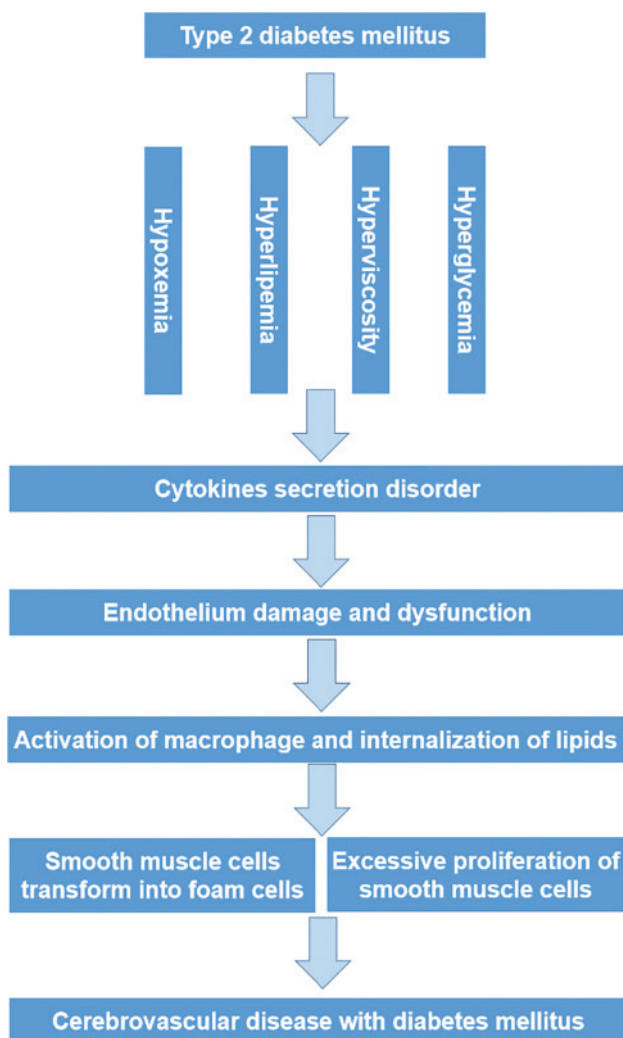 Type 2 diabetes mellitus
Hypoxemia
Hyperlipemia
Hyperviscosity
Hyperglycemia
Cytokines secretion disorder
Endothelium damage and dysfunction
Activation of macrophage and internalization of lipids
Smooth muscle cells
transform into foam cells
Excessive proliferation of
smooth muscle cells
Cerebrovascular disease with diabetes mellitus